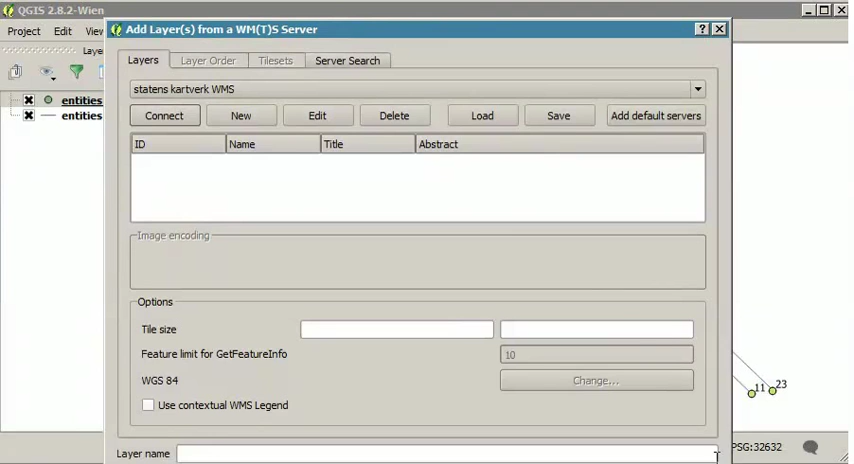 QGIS 2.8.2-Wien
Add Layer(s) from a WM(T)S Server
Project Edit
Layers Layer Order Tilesets Server Search
statens kartverk WMS
Connect New Edit Delete Load Save Add default servers
entities
entities
ID Name Title Abstract
Image encoding
Options
Tile size
Feature limit for GetFeatureInfo 10
WGS 84 Change...
Use contextual WMS Legend
11 23
Layer name
PSG:32632